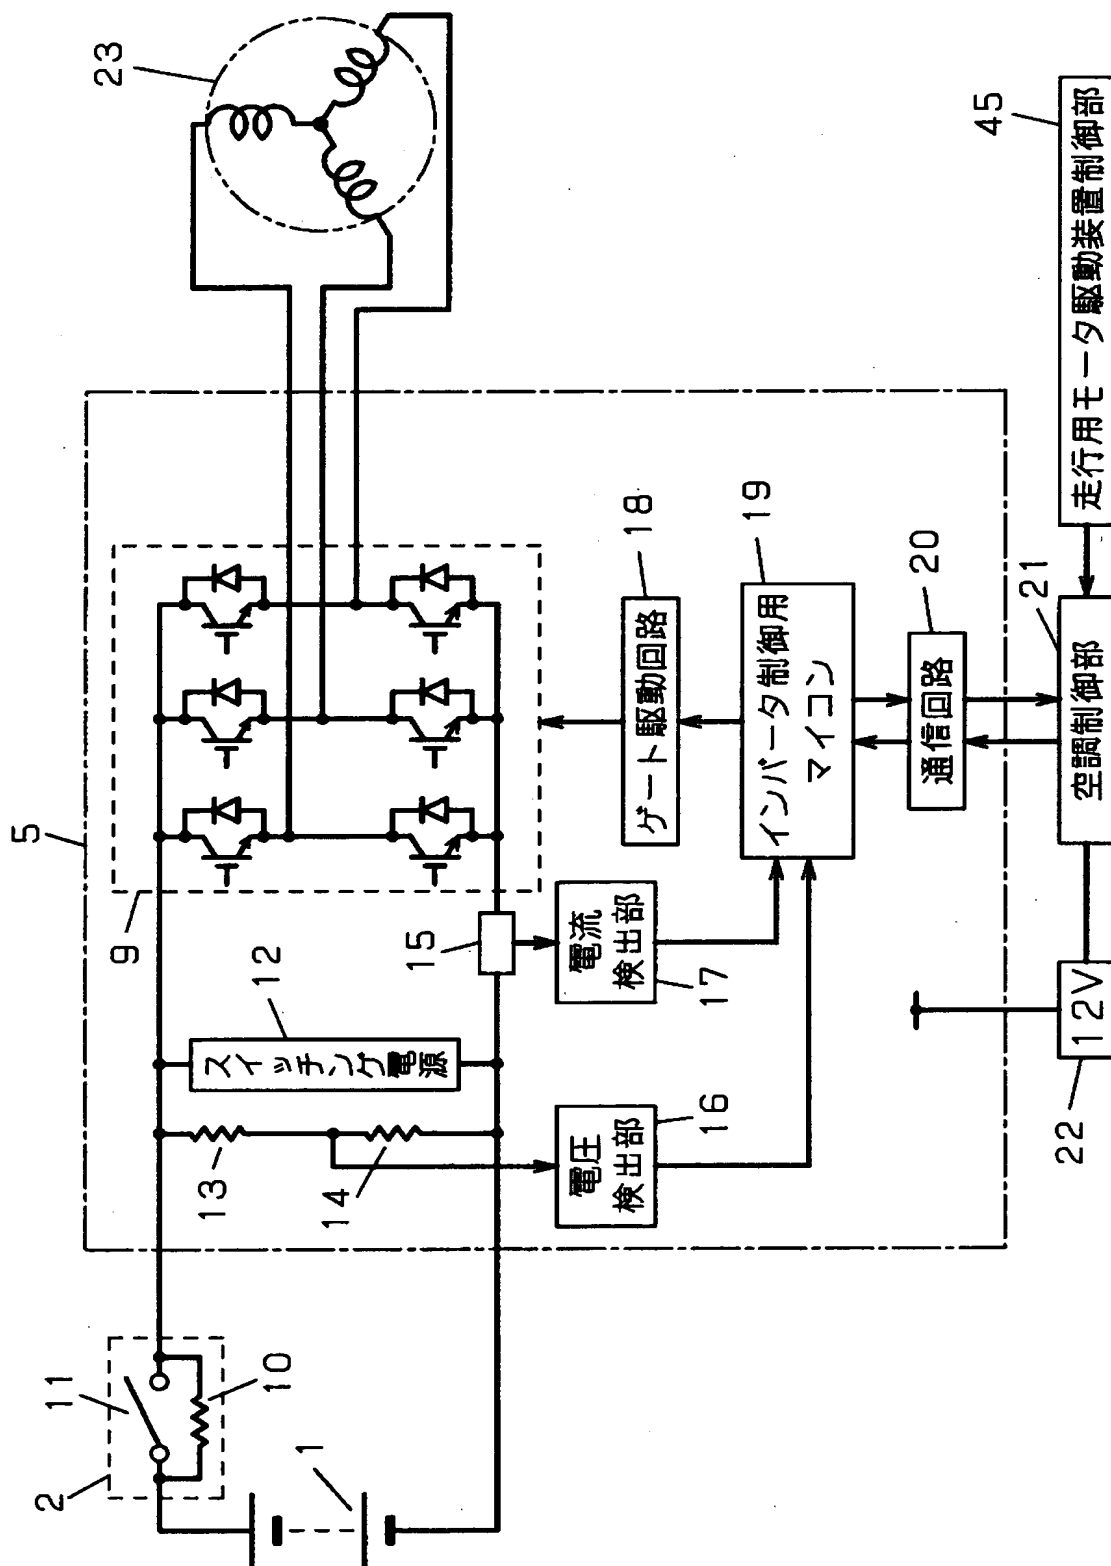 2
11
10
1
5
9
12
スイッチング電源
13
14
15
23
電圧
検出部
16
電流
検出部
17
ゲート駆動回路
18
インバータ制御用
マイコン
19
通信回路
20
12V
22
空調制御部
21
走行用モータ駆動装置制御部
45